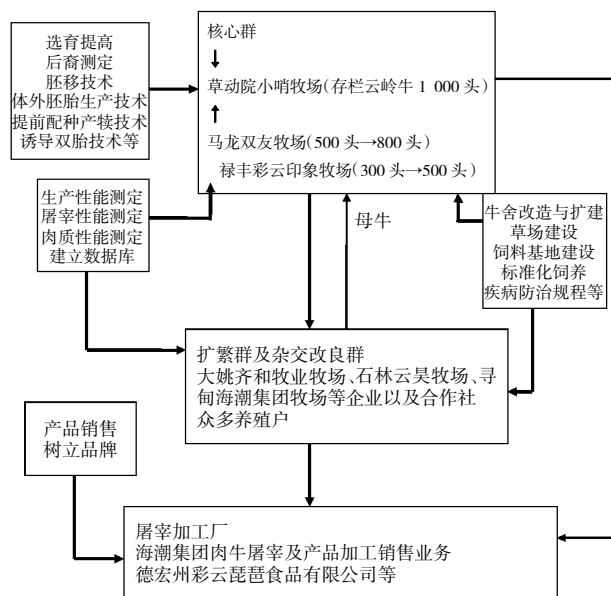 选育提高
后裔测定
胚移技术
体外胚胎生产技术
提前配种产犊技术
诱导双胎技术等
核心群
草动院小哨牧场(存栏云岭牛 1 000 头)
马龙双友牧场(500 头→800 头)
禄丰彩云印象牧场(300 头→500 头)
生产性能测定
屠宰性能测定
肉质性能测定
建立数据库
母牛
牛舍改造与扩建
草场建设
饲料基地建设
标准化饲养
疾病防治规程等
扩繁群及杂交改良群
大姚齐和牧业牧场、石林云昊牧场、寻
甸海潮集团牧场等企业以及合作社
众多养殖户
产品销售
树立品牌
屠宰加工厂
海潮集团肉牛屠宰及产品加工销售业务
德宏州彩云琵琶食品有限公司等